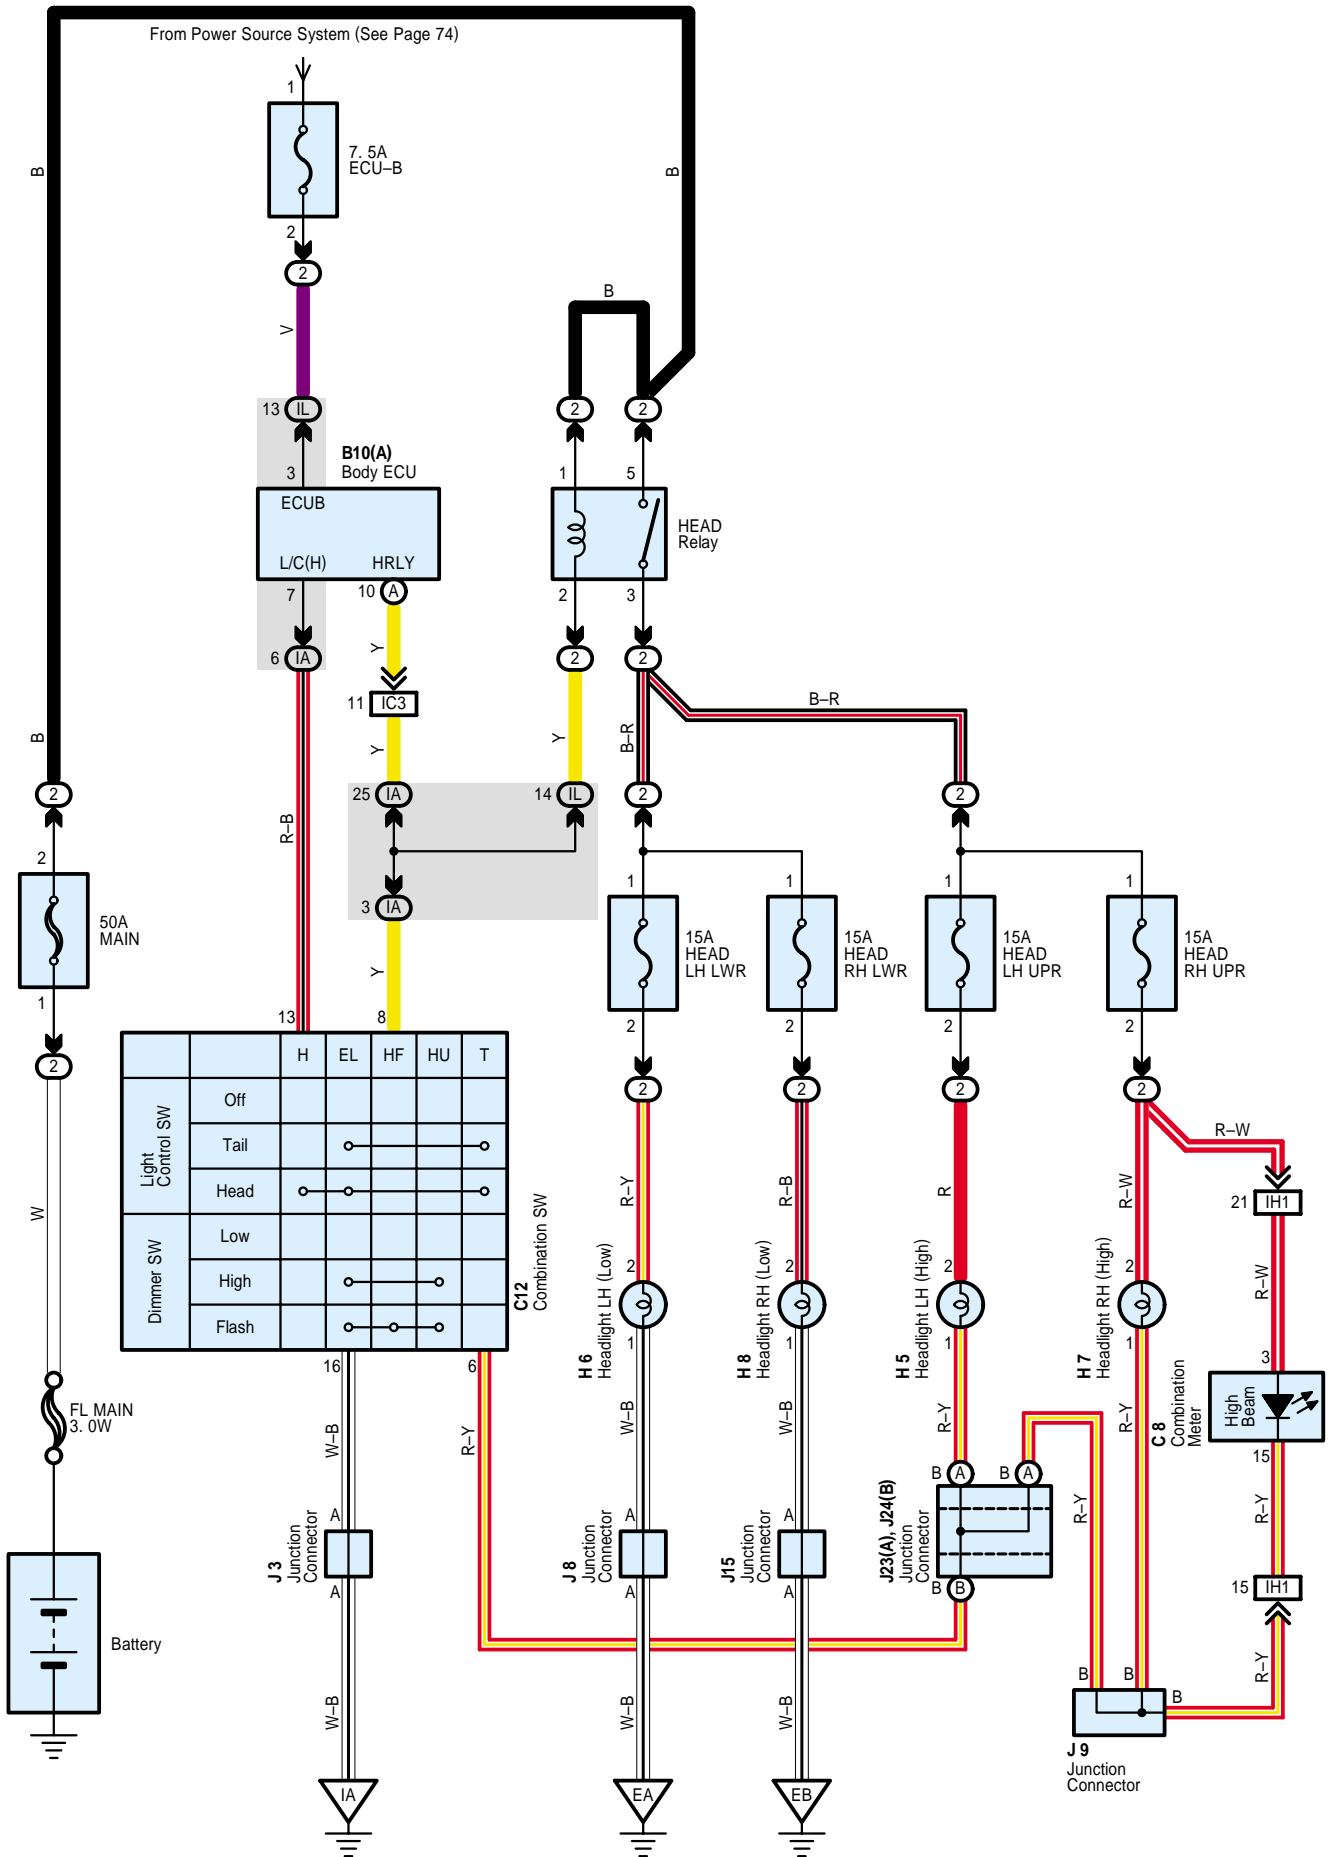 From Power Source System (See Page 74)
1
7. 5A
ECU–B
B
B
2
2
B
V
13 IL
2
2
B10(A)
Body ECU
3
1
5
ECUB
HEAD
Relay
L/C(H)
HRLY
7
10 A
2
3
Y
6 IA
2
2
11 IC3
B–R
B–R
B
Y
Y
2
25 IA
14 IL
2
2
R–B
2
3 IA
1
1
1
1
50A
MAIN
15A
HEAD
LH LWR
15A
HEAD
RH LWR
15A
HEAD
LH UPR
15A
HEAD
RH UPR
Y
1
13
8
2
2
2
2
2
H
EL
HF
HU
T
2
2
2
2
Light
Control SW
Off
Tail
Head
Dimmer SW
Low
High
Flash
C12
Combination SW
W
R–Y
R–B
R
R–W
R–W
21 IH1
R–W
2
2
2
2
H 6
Headlight LH (Low)
H 8
Headlight RH (Low)
H 5
Headlight LH (High)
H 7
Headlight RH (High)
1
1
1
1
16
6
3
FL MAIN
3. 0W
High
Beam
C 8
Combination
Meter
15
W–B
R–Y
W–B
W–B
R–Y
R–Y
B A
B A
J 3
Junction
Connector
A
A
J 8
Junction
Connector
A
A
J15
Junction
Connector
A
A
J23(A), J24(B)
Junction
Connector
B B
R–Y
R–Y
15 IH1
Battery
R–Y
W–B
W–B
W–B
B
B
B
J 9
Junction
Connector
IA
EA
EB